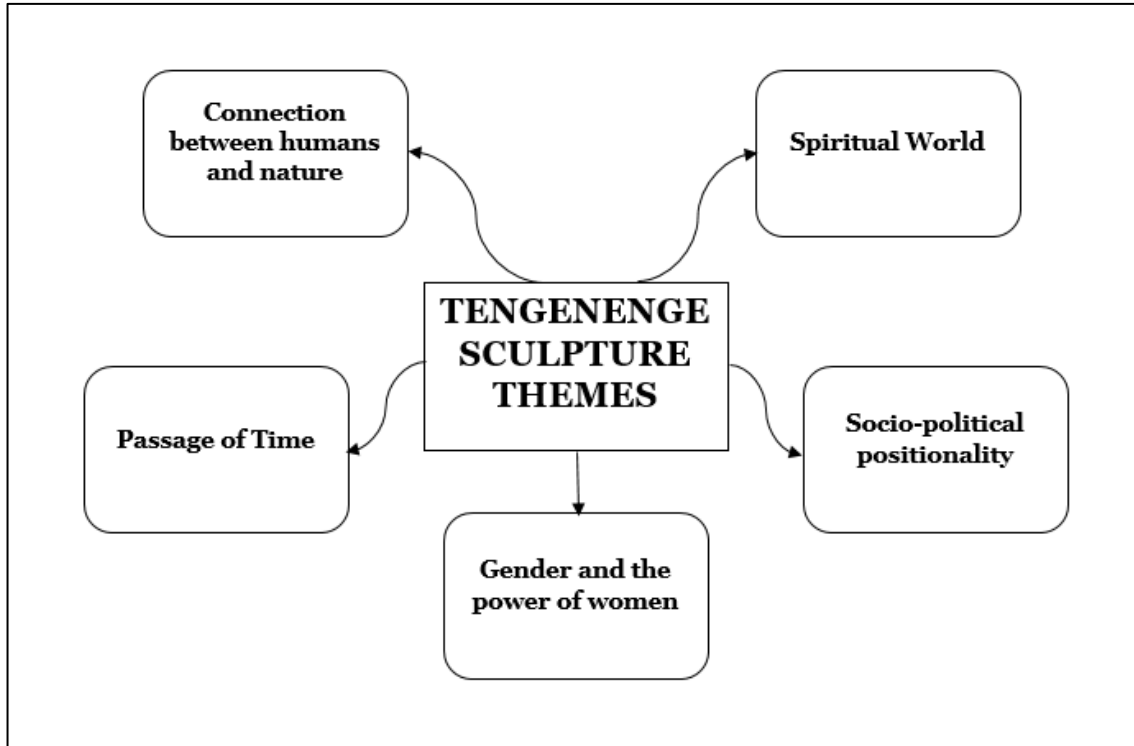 Connection
between humans
and nature
Spiritual World
TENGENENGE
SCULPTURE
THEMES
Passage of Time
Socio-political
positionality
Gender and the
power of women